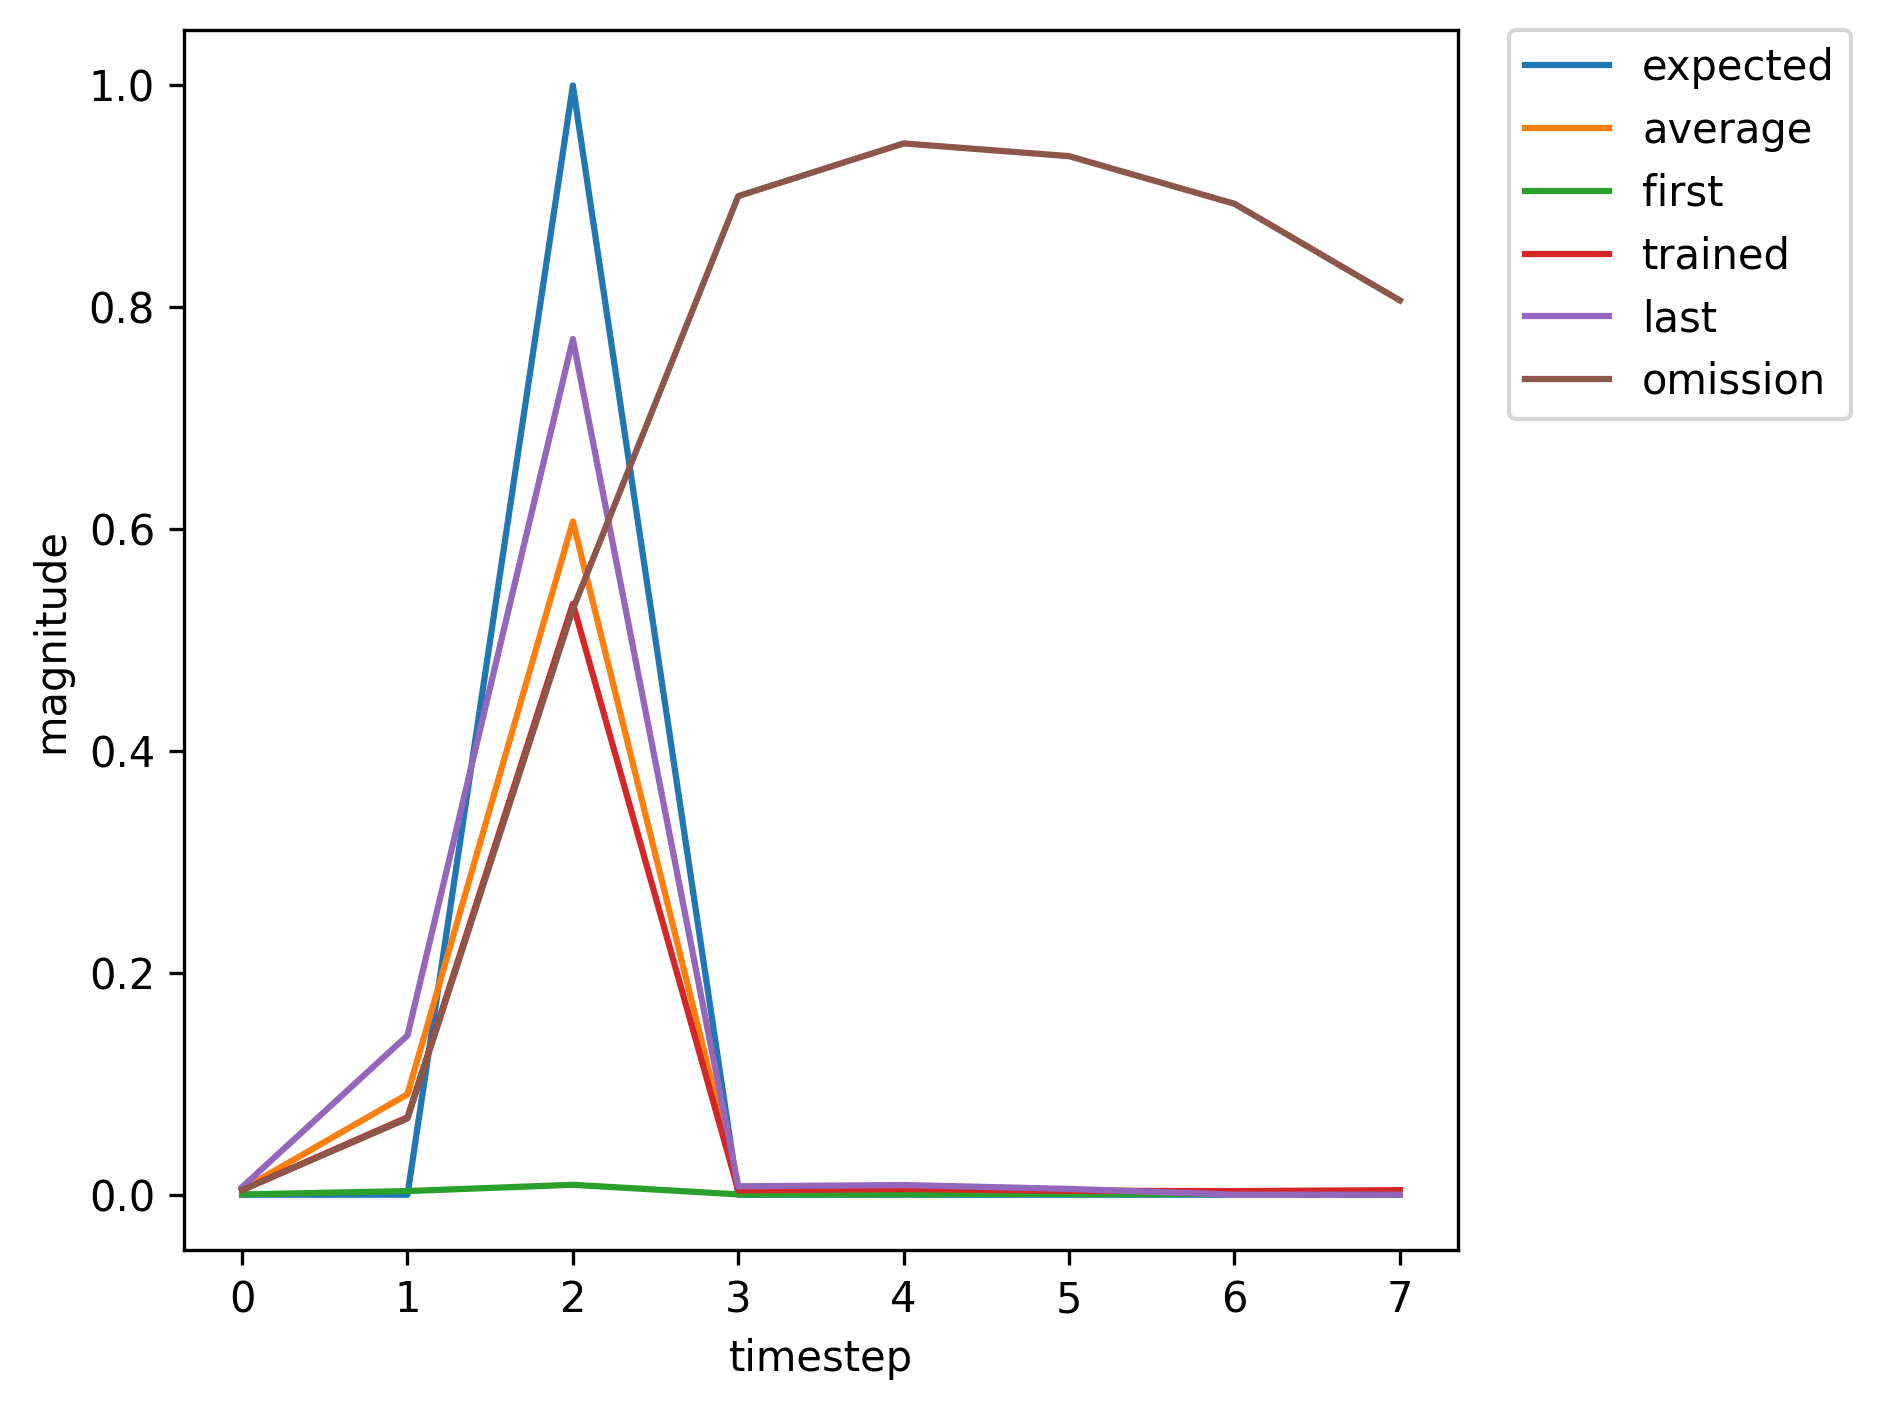 1.0
0.8
0.6
0.4
0.2
0.0
magnitude
0 1 2 3 4 5 6 7
timestep
expected
average
first
trained
last
omission